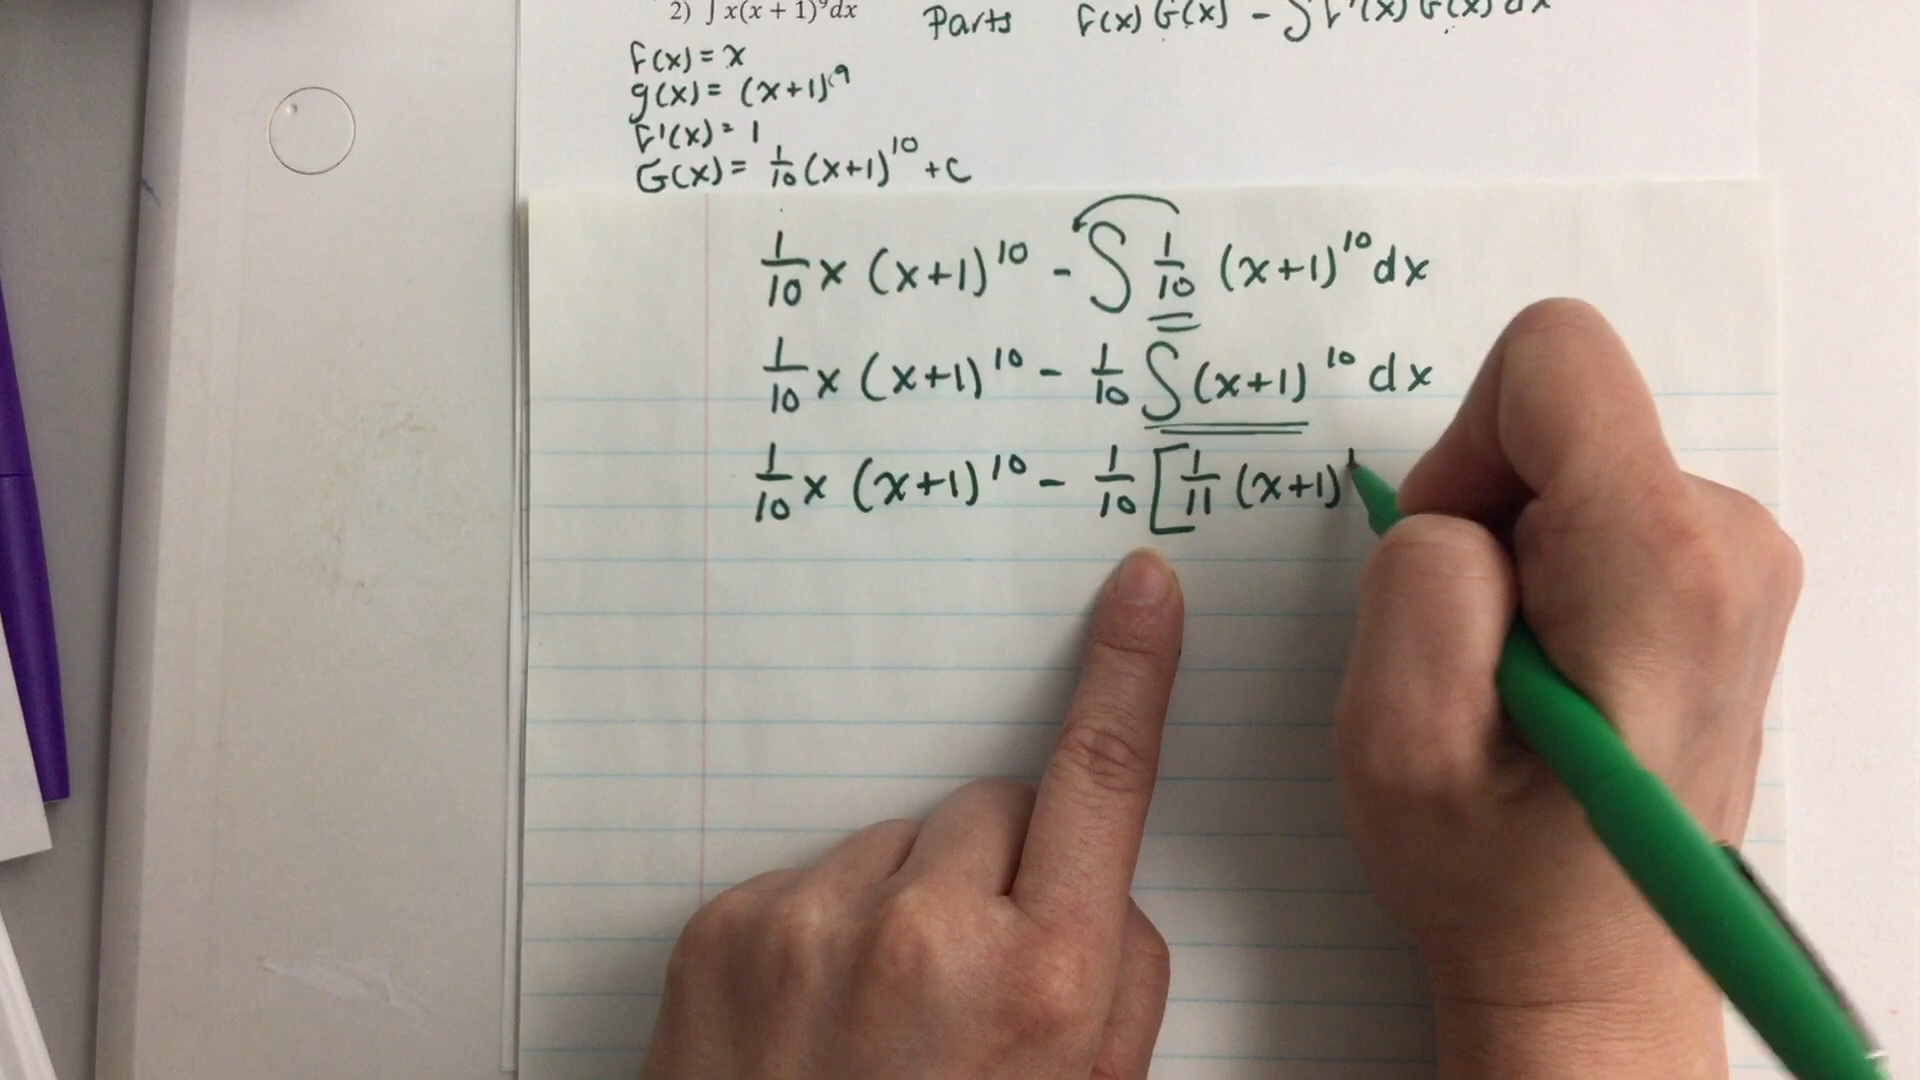 2) ∫ x(x + 1)⁹dx Parts F(x) G(x) - ∫ F'(x) G(x) dx
F(x) = x
g(x) = (x+1)⁹
F'(x) = 1
G(x) = 1/10 (x+1)¹⁰ + C
1/10 x (x+1)¹⁰ - ∫ 1/10 (x+1)¹⁰ dx
1/10 x (x+1)¹⁰ - 1/10 ∫ (x+1)¹⁰ dx
1/10 x (x+1)¹⁰ - 1/10 [ 1/11 (x+1)¹